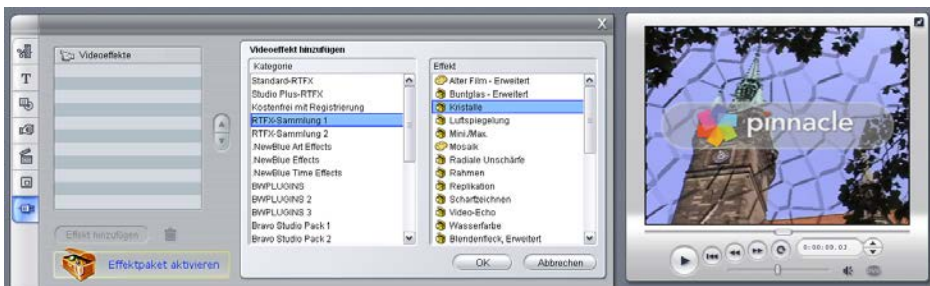 X
Videoeffekte
T
Effekt hinzufügen
Effektpaket aktivieren
Videoeffekt hinzufügen
Kategorie
Standard-RTFX
Studio Plus-RTFX
Kostenfrei mit Registrierung
RTFX-Sammlung 1
RTFX-Sammlung 2
.NewBlue Art Effects
.NewBlue Effects
.NewBlue Time Effects
BWPLUGINS
BWPLUGINS 2
BWPLUGINS 3
Bravo Studio Pack 1
Bravo Studio Pack 2
Effekt
Alter Film - Erweitert
Buntglas - Erweitert
Kristalle
Luftspiegelung
Mini./Max.
Mosaik
Radiale Unschärfe
Rahmen
Replikation
Scharfzeichnen
Video-Echo
Wasserfarbe
Blendenfleck, Erweitert
OK
Abbrechen
pinnacle
0:00:09.03